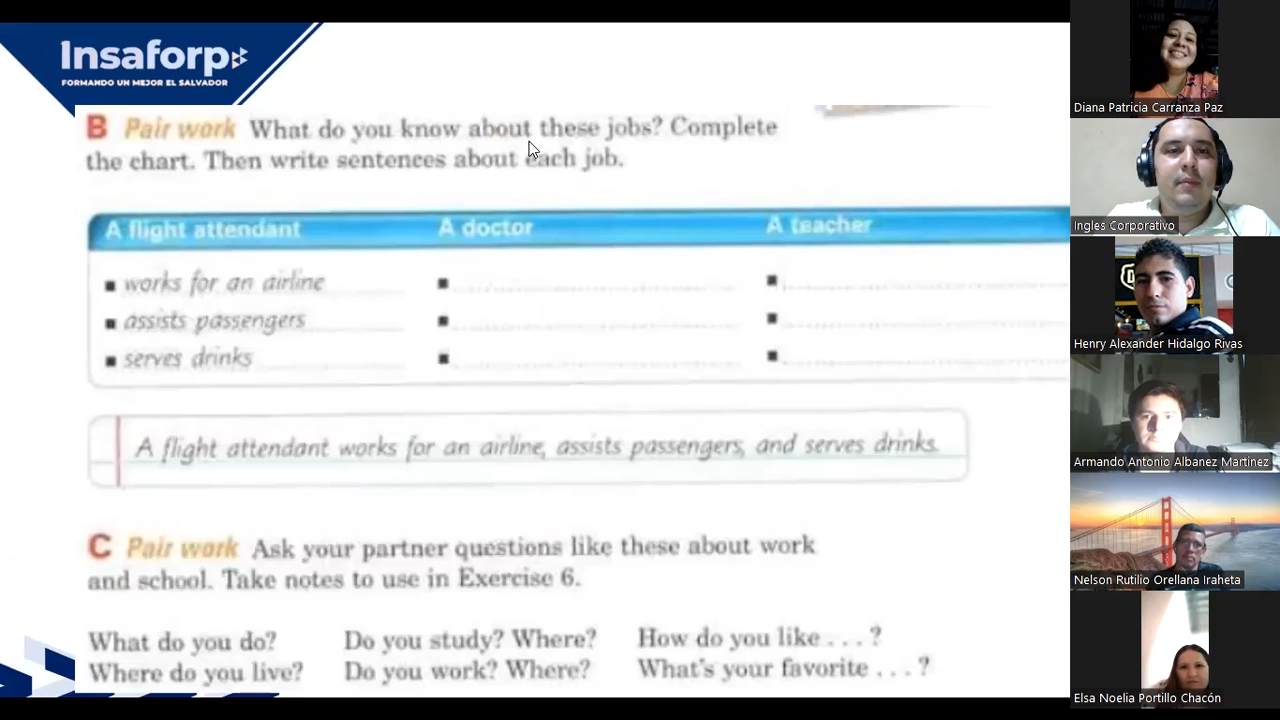 Insaforp
FORMANDO UN MEJOR EL SALVADOR
B Pair work What do you know about these jobs? Complete
the chart. Then write sentences about each job.
A flight attendant A doctor A teacher
works for an airline
assists passengers
serves drinks
A flight attendant works for an airline, assists passengers, and serves drinks.
C Pair work Ask your partner questions like these about work
and school. Take notes to use in Exercise 6.
What do you do? Do you study? Where? How do you like . . . ?
Where do you live? Do you work? Where? What's your favorite . . . ?
Diana Patricia Carranza Paz
Ingles Corporativo
Henry Alexander Hidalgo Rivas
Armando Antonio Albanez Martinez
Nelson Rutilio Orellana Iraheta
Elsa Noelia Portillo Chacón